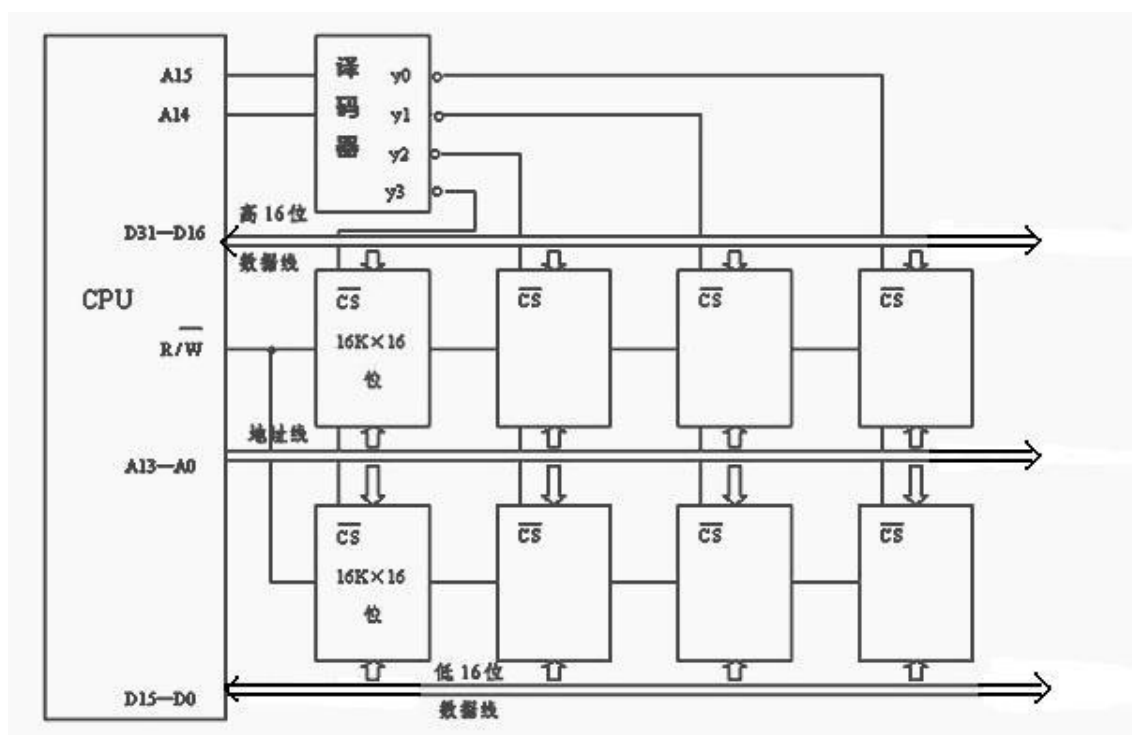 A15
译码器
y0
A14
y1
y2
y3
高 16 位
D31—D16
数据线
CPU
CS
CS
CS
CS
R/W
16K×16
位
地址线
A13—A0
CS
CS
CS
CS
16K×16
位
低 16 位
D15—D0
数据线